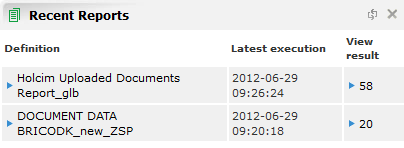 Recent Reports
Definition Latest execution View result
Holcim Uploaded Documents 2012-06-29 58
Report_glb 09:26:24
DOCUMENT DATA 2012-06-29 20
BRICODK_new_ZSP 09:20:18